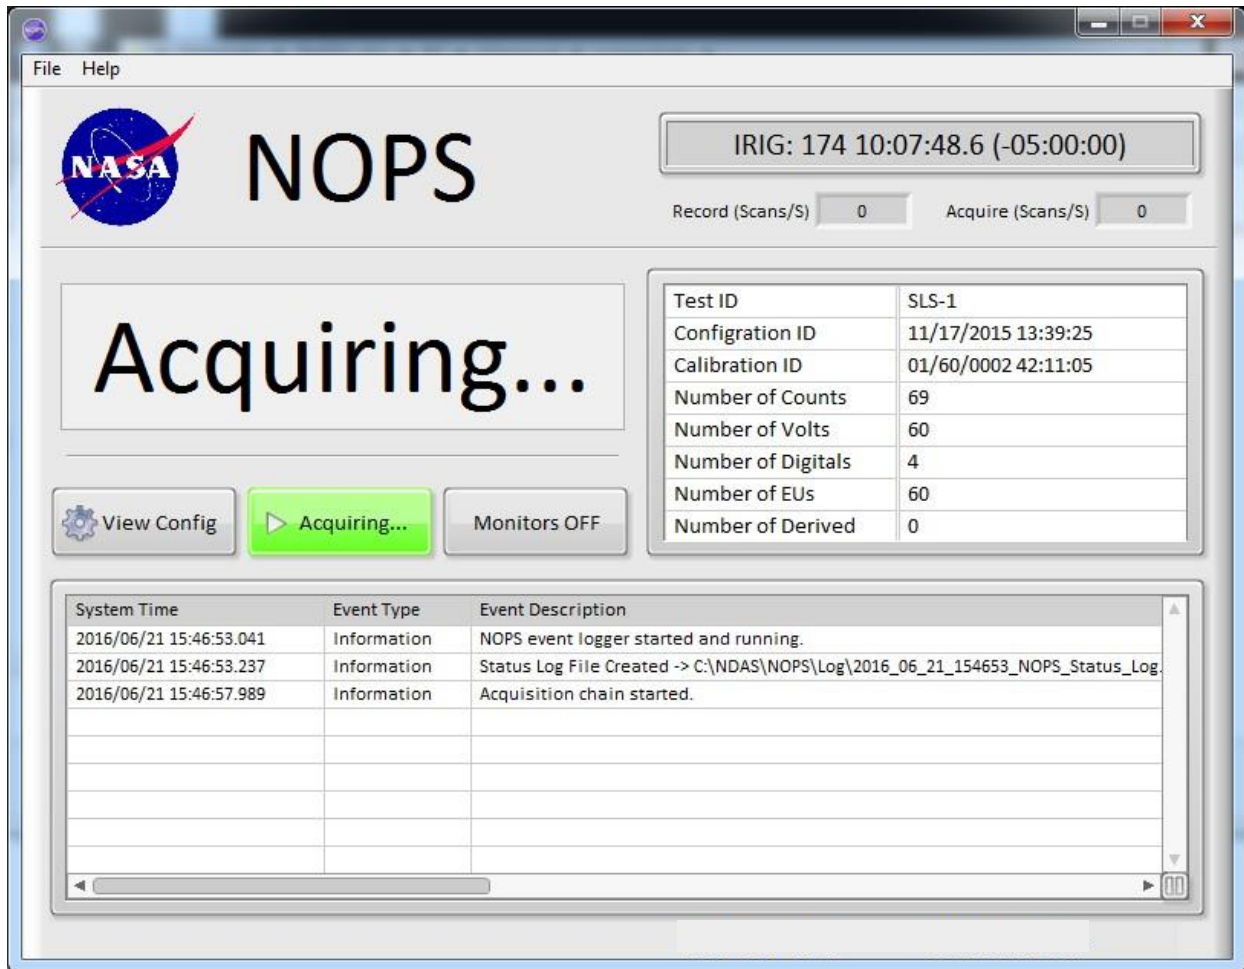 File Help
NASA
NOPS
IRIG: 174 10:07:48.6 (-05:00:00)
Record (Scans/S) 0 Acquire (Scans/S) 0
Acquiring...
Test ID SLS-1
Configration ID 11/17/2015 13:39:25
Calibration ID 01/60/0002 42:11:05
Number of Counts 69
Number of Volts 60
Number of Digitals 4
Number of EUs 60
Number of Derived 0
View Config Acquiring... Monitors OFF
System Time Event Type Event Description
2016/06/21 15:46:53.041 Information NOPS event logger started and running.
2016/06/21 15:46:53.237 Information Status Log File Created -> C:\NDAS\NOPS\Log\2016_06_21_154653_NOPS_Status_Log.
2016/06/21 15:46:57.989 Information Acquisition chain started.